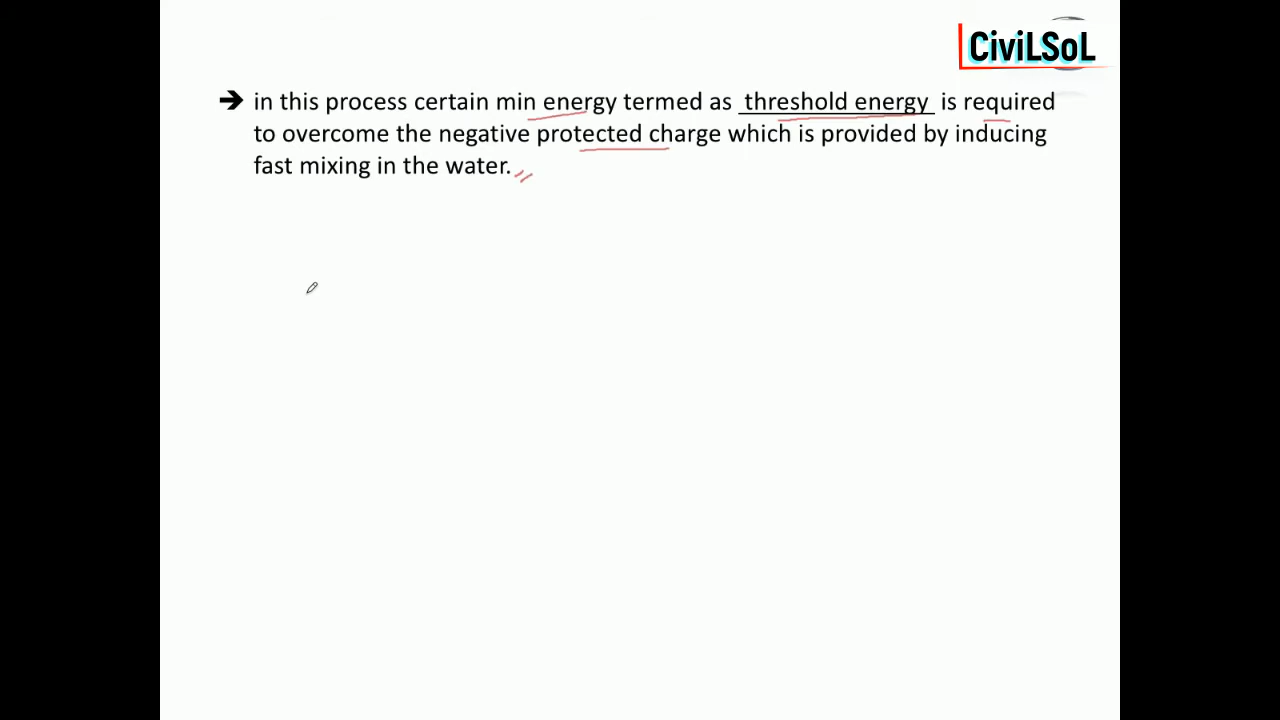 CiviLSoL
➔ in this process certain min energy termed as threshold energy is required
to overcome the negative protected charge which is provided by inducing
fast mixing in the water.